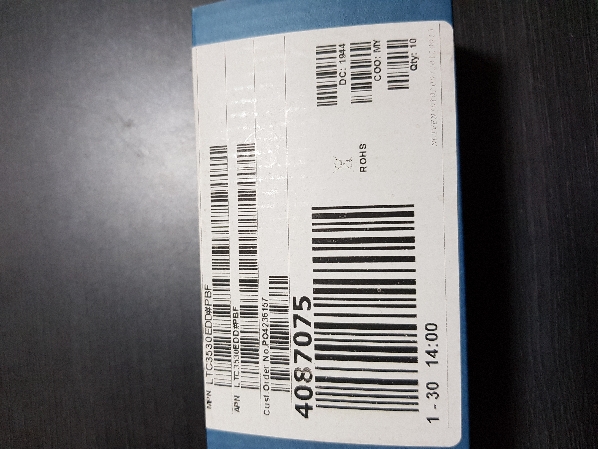 MPN LTC3530EDD#PBF
APN LTC3530EDD#PBF
Cust Order No.PO4236157
4087075
1 - 30 14:00
DC: 1944
COO: MY
Qty: 10
ROHS